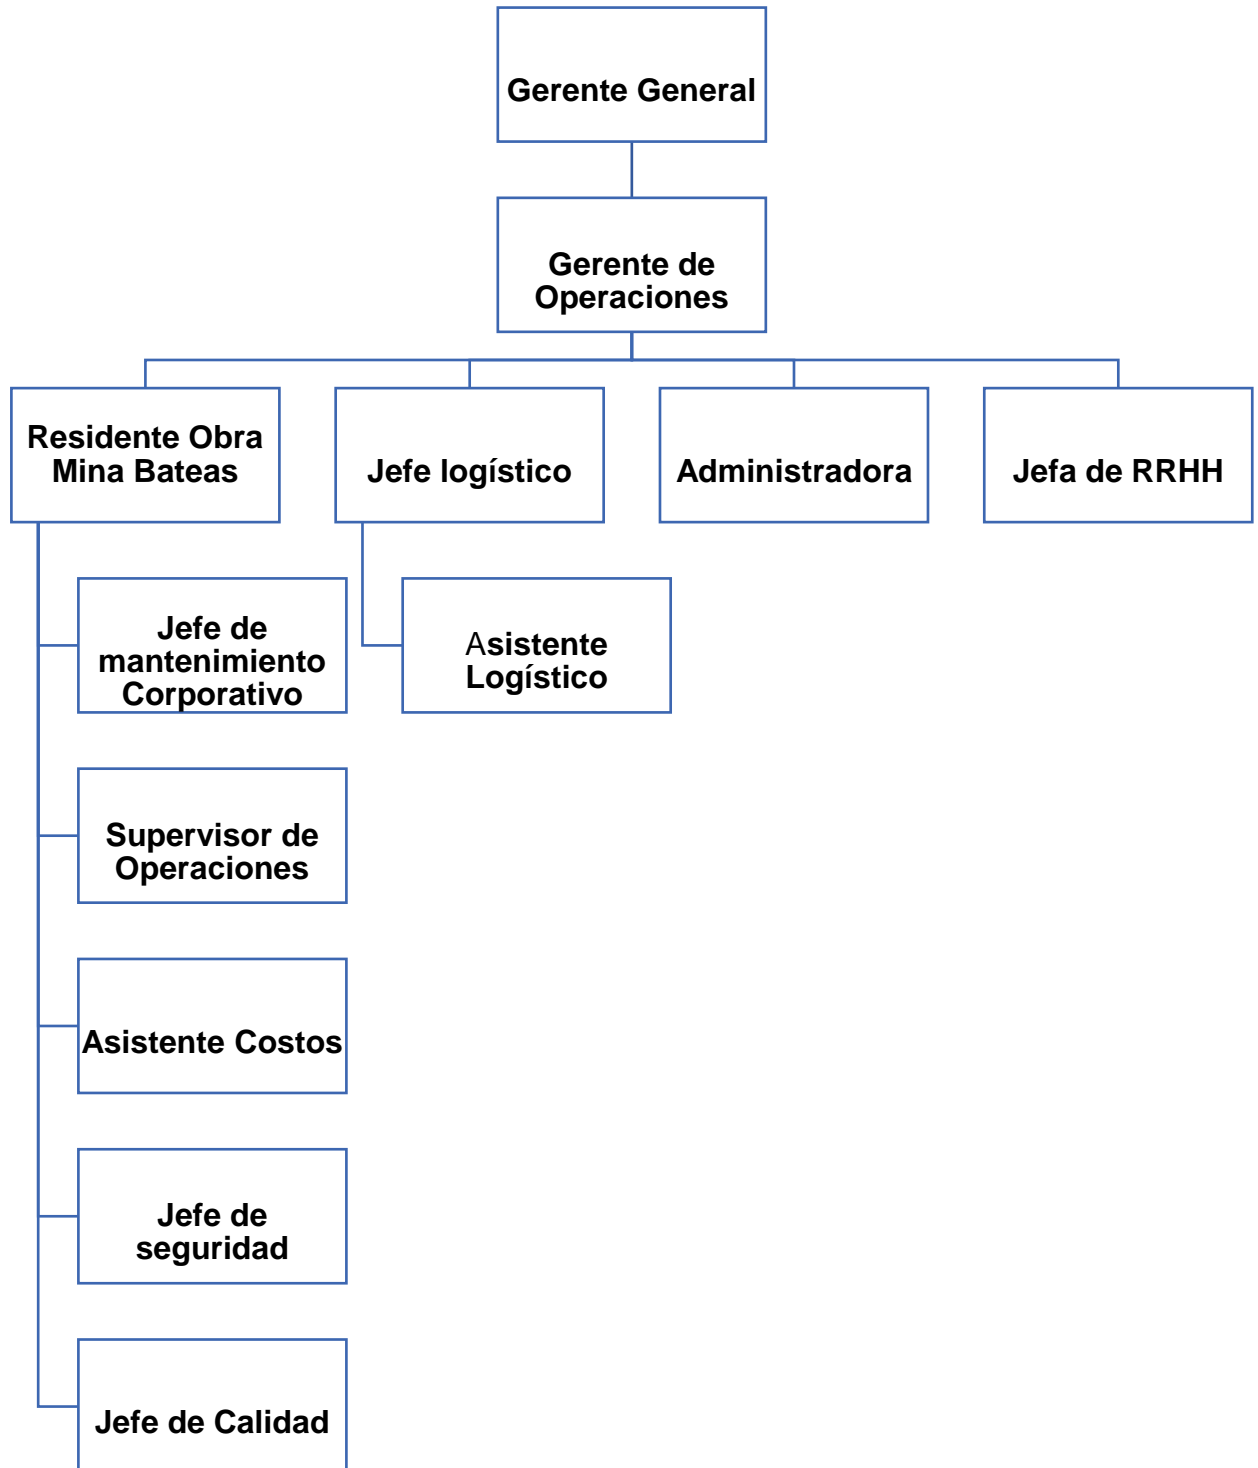 Gerente General
Gerente de
Operaciones
Residente Obra
Mina Bateas
Jefe logístico
Administradora
Jefa de RRHH
Jefe de
mantenimiento
Corporativo
Asistente
Logístico
Supervisor de
Operaciones
Asistente Costos
Jefe de
seguridad
Jefe de Calidad